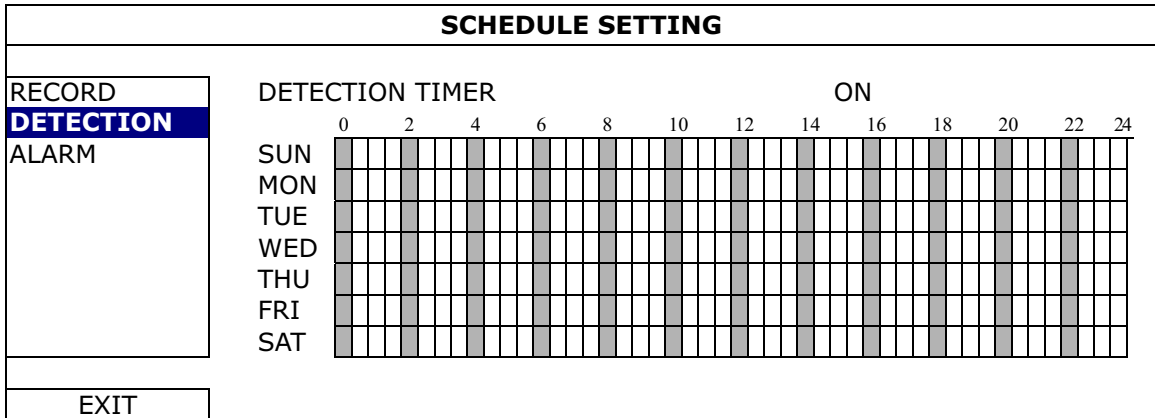 SCHEDULE SETTING
RECORD
DETECTION
ALARM
DETECTION TIMER ON
0 2 4 6 8 10 12 14 16 18 20 22 24
SUN
MON
TUE
WED
THU
FRI
SAT
EXIT